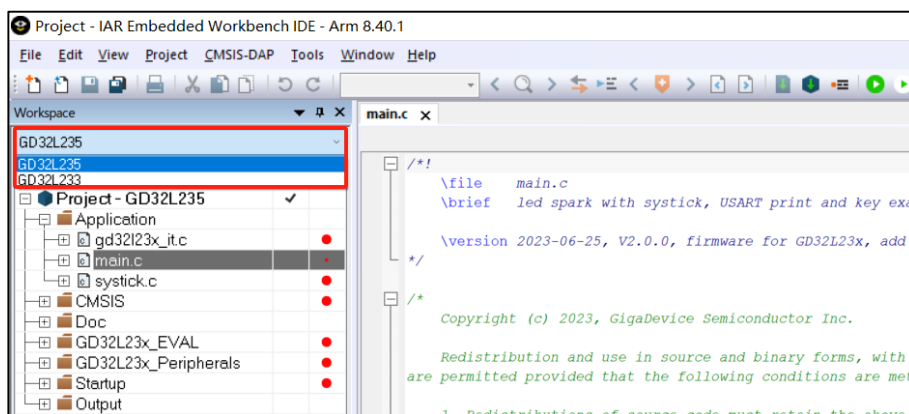 Project - IAR Embedded Workbench IDE - Arm 8.40.1
File Edit View Project CMSIS-DAP Tools Window Help
Workspace
main.c
GD32L235
GD32L235
GD32L233
Project - GD32L235
Application
gd32l23x_it.c
main.c
systick.c
CMSIS
Doc
GD32L23x_EVAL
GD32L23x_Peripherals
Startup
Output
/*!
\file main.c
\brief led spark with systick, USART print and key exa
\version 2023-06-25, V2.0.0, firmware for GD32L23x, add
*/
/*
Copyright (c) 2023, GigaDevice Semiconductor Inc.
Redistribution and use in source and binary forms, with
are permitted provided that the following conditions are met